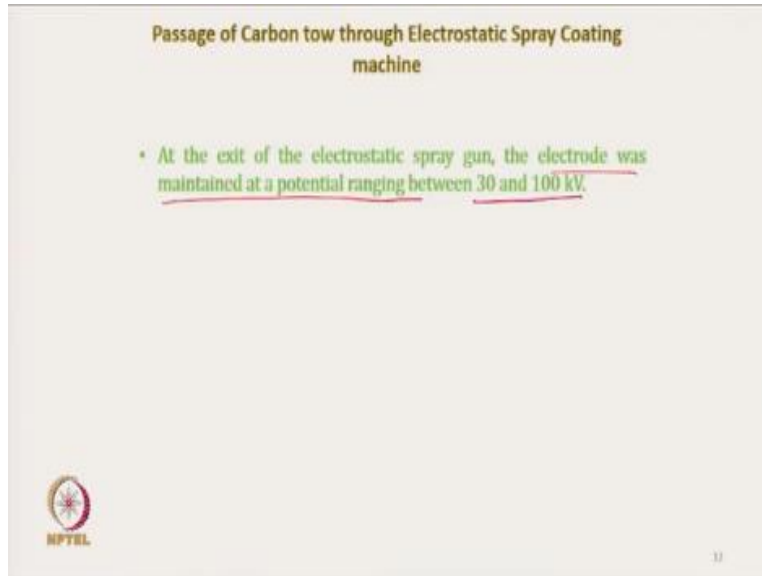 Passage of Carbon tow through Electrostatic Spray Coating
machine
• At the exit of the electrostatic spray gun, the electrode was
maintained at a potential ranging between 30 and 100 kV.
NPTEL